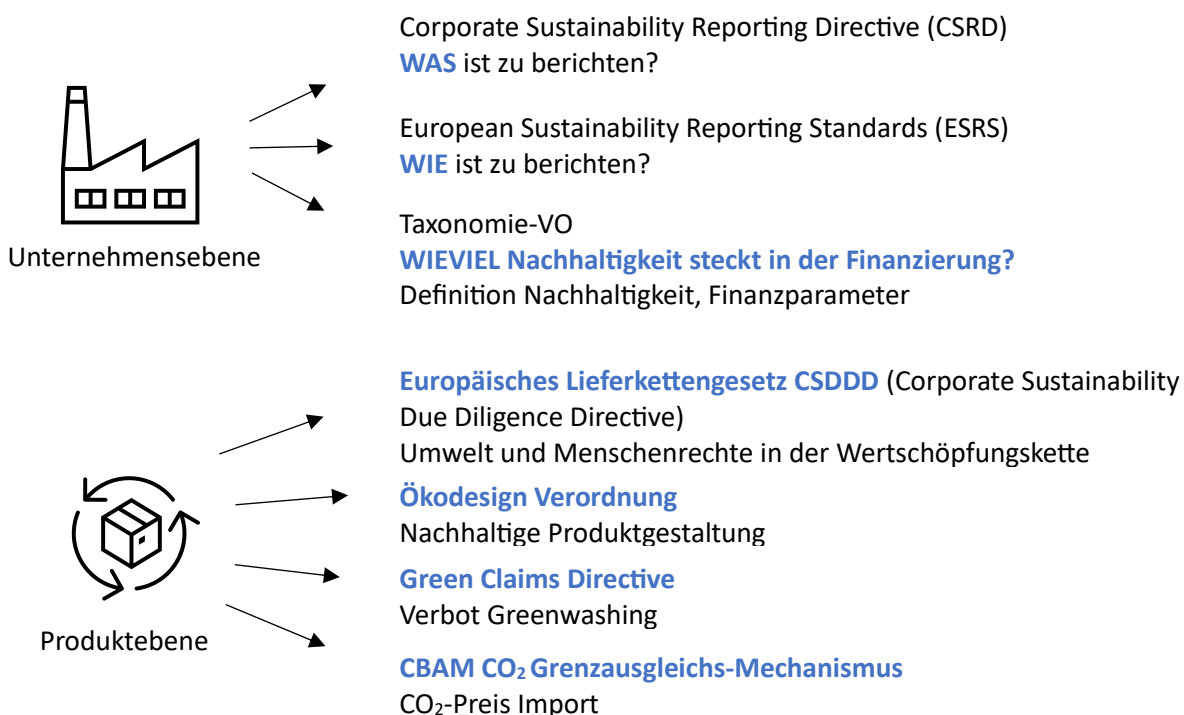 Corporate Sustainability Reporting Directive (CSRD)
WAS ist zu berichten?
European Sustainability Reporting Standards (ESRS)
WIE ist zu berichten?
Taxonomie-VO
WIEVIEL Nachhaltigkeit steckt in der Finanzierung?
Definition Nachhaltigkeit, Finanzparameter
Unternehmensebene
Europäisches Lieferkettengesetz CSDDD (Corporate Sustainability
Due Diligence Directive)
Umwelt und Menschenrechte in der Wertschöpfungskette
Ökodesign Verordnung
Nachhaltige Produktgestaltung
Green Claims Directive
Verbot Greenwashing
CBAM CO₂ Grenzausgleichs-Mechanismus
CO₂-Preis Import
Produktebene